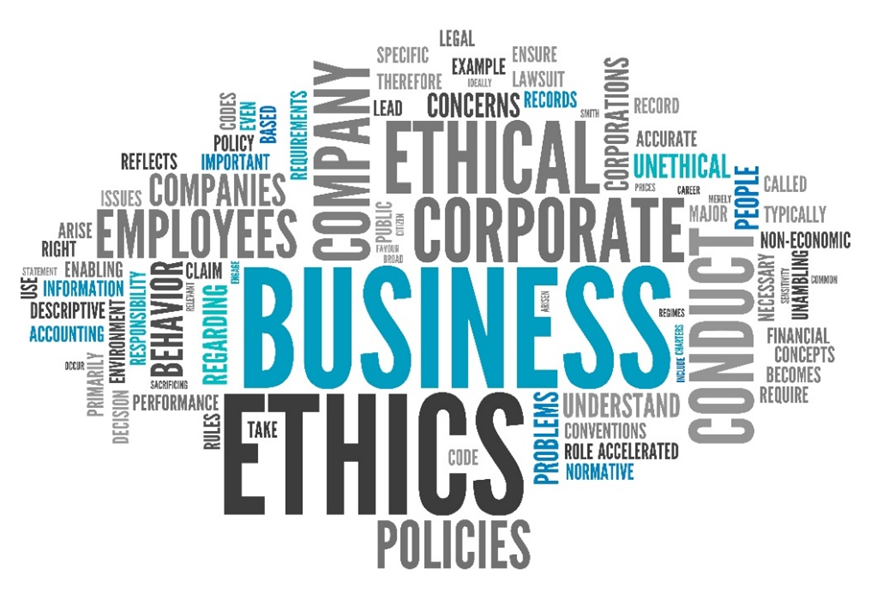 LEGAL
SPECIFIC
ENSURE
EXAMPLE
THEREFORE
IDEALLY
LAWSUIT
COMPANY
CORPORATIONS
CODES
EVEN
BASED
REQUIREMENTS
LEAD
CONCERNS
RECORDS
SMITH
RECORD
POLICY
ETHICAL
ACCURATE
REFLECTS
IMPORTANT
UNETHICAL
PEOPLE
ISSUES
COMPANIES
PRICES
CAREER
CALLED
MERELY
EMPLOYEES
PUBLIC
CITIZEN
CORPORATE
MAJOR
TYPICALLY
ARISE
RIGHT
FAVOUR
BROAD
CONDUCT
NON-ECONOMIC
STATEMENT
ENABLING
CLAIM
ENGAGE
BUSINESS
NECESSARY
SENSITIVITY
UNAMBLING
COMMON
USE
INFORMATION
RESPONSIBILITY
BEHAVIOR
RELEVANT
REGARDING
ARISEN
DESCRIPTIVE
ENVIRONMENT
REGIMES
ACCOUNTING
INCLUDE
CHARTERS
FINANCIAL
CONCEPTS
OCCUR
PRIMARILY
SACRIFICING
BECOMES
REQUIRE
DECISION
PERFORMANCE
ETHICS
PROBLEMS
UNDERSTAND
RULES
TAKE
CODE
CONVENTIONS
ROLE
ACCELERATED
NORMATIVE
POLICIES